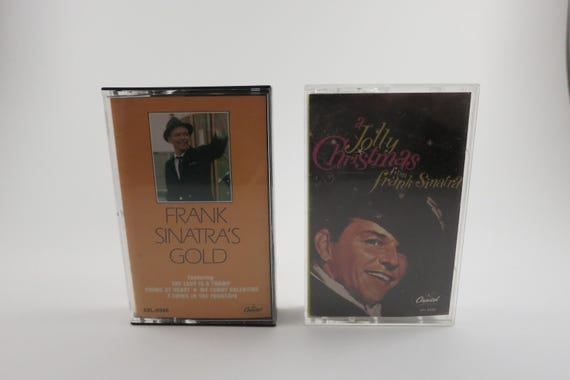 FRANK
SINATRA'S
GOLD
Featuring
THE LADY IS A TRAMP
YOUNG AT HEART • MY FUNNY VALENTINE
3 COINS IN THE FOUNTAIN
Capitol
a
Jolly
Christmas
from
Frank Sinatra
Capitol